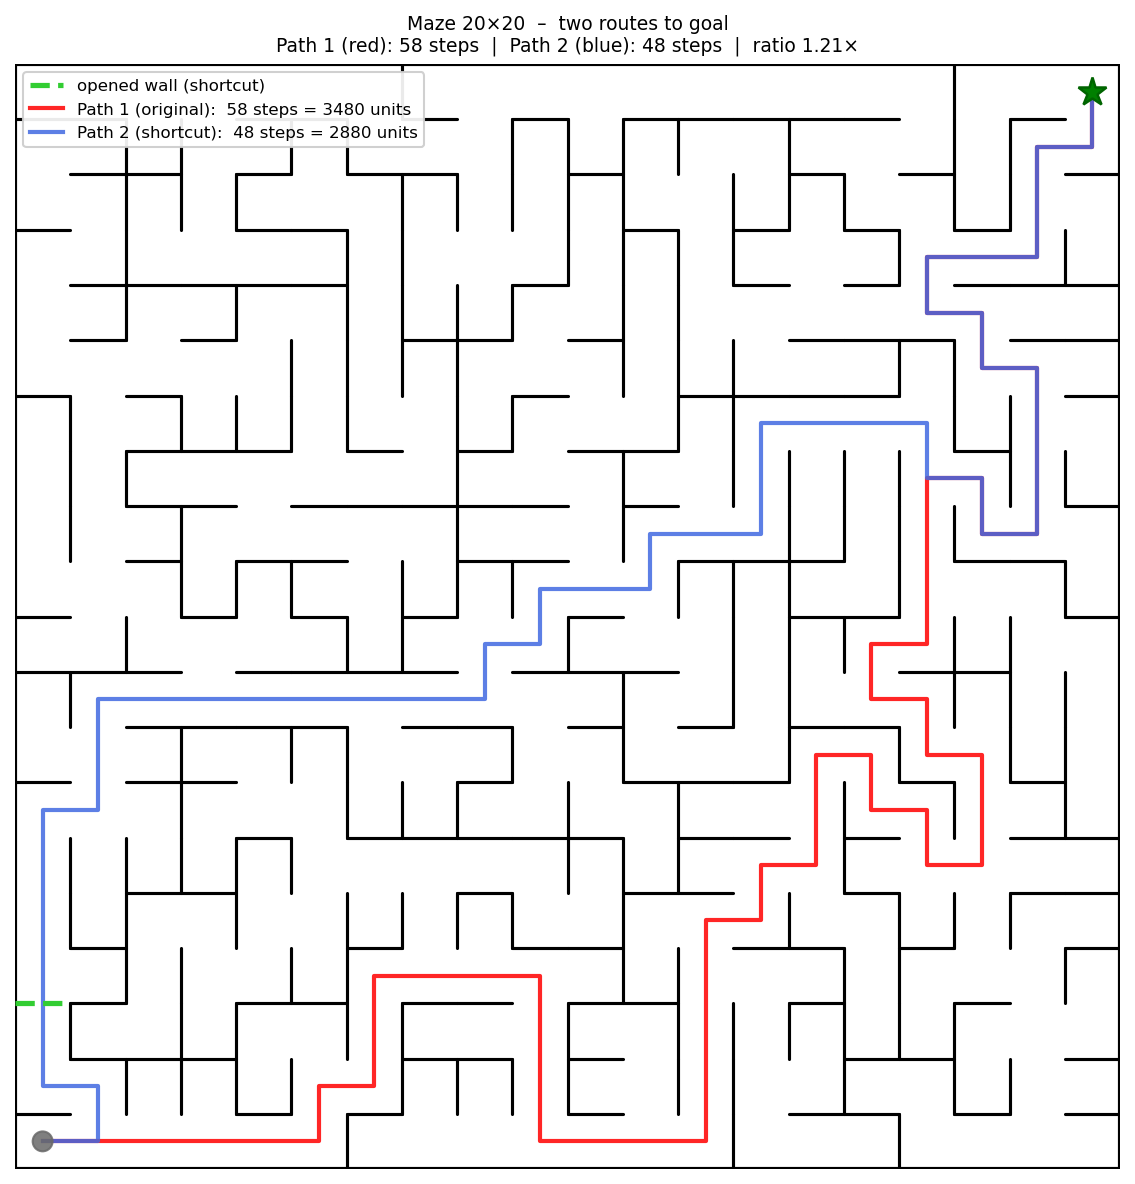 Maze 20×20  –  two routes to goal
Path 1 (red): 58 steps  |  Path 2 (blue): 48 steps  |  ratio 1.21×
opened wall (shortcut)
Path 1 (original):  58 steps = 3480 units
Path 2 (shortcut):  48 steps = 2880 units